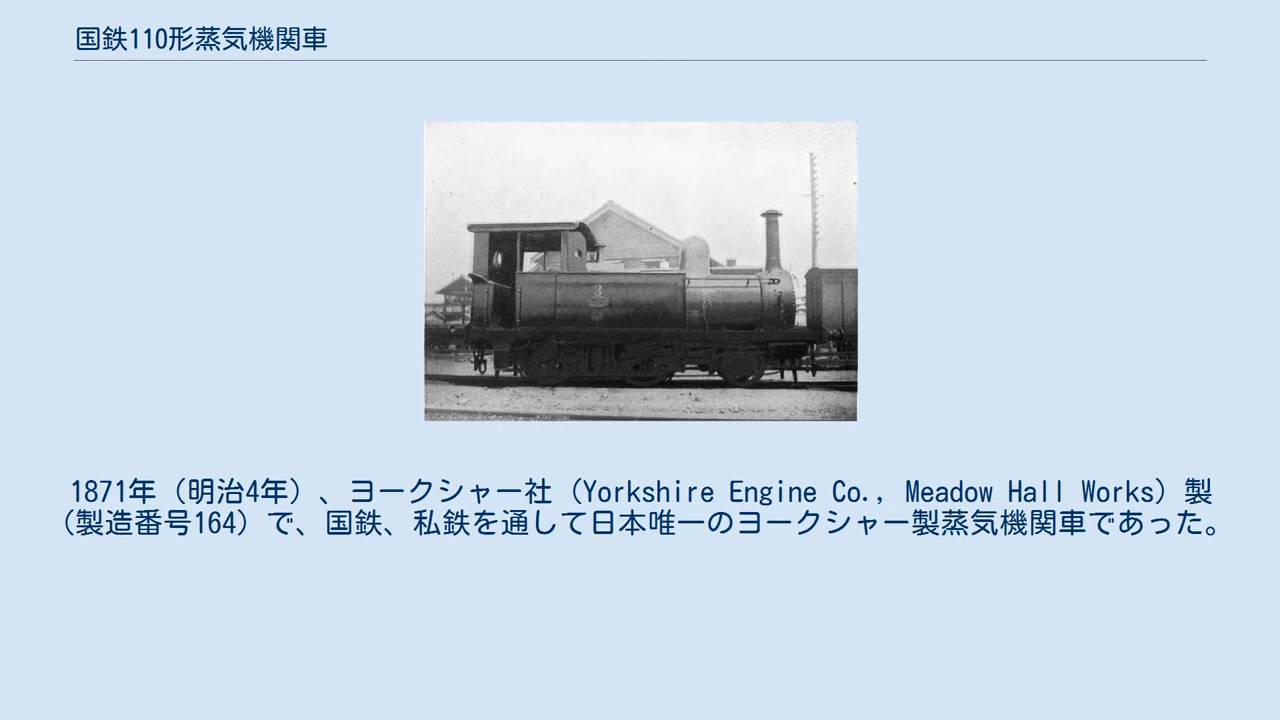 国鉄110形蒸気機関車
3
1871年（明治4年）、ヨークシャー社（Yorkshire Engine Co., Meadow Hall Works）製
（製造番号164）で、国鉄、私鉄を通して日本唯一のヨークシャー製蒸気機関車であった。